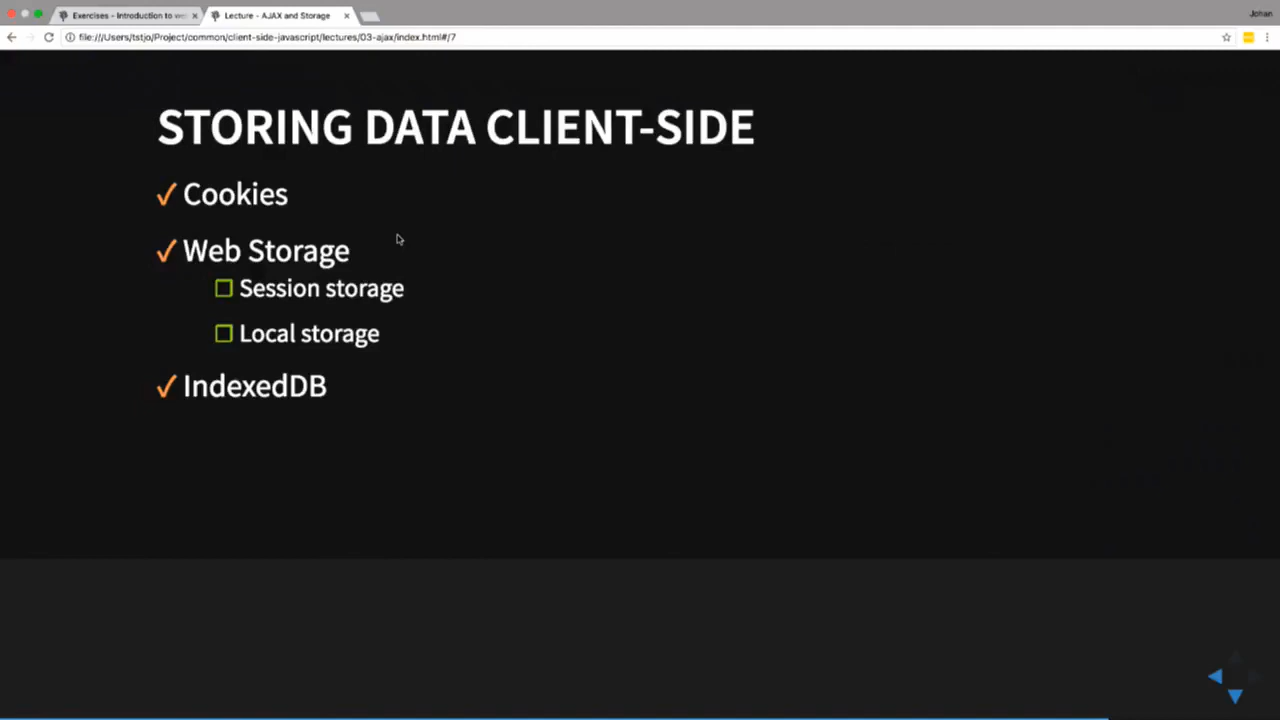 Exercises - Introduction to we
Lecture - AJAX and Storage
Johan
file:///Users/tstjo/Project/common/client-side-javascript/lectures/03-ajax/index.html#/7
STORING DATA CLIENT-SIDE
✓ Cookies
✓ Web Storage
☐ Session storage
☐ Local storage
✓ IndexedDB